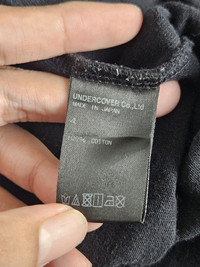 UNDERCOVER Co.,Ltd
MADE IN JAPAN
4
100% COTTON